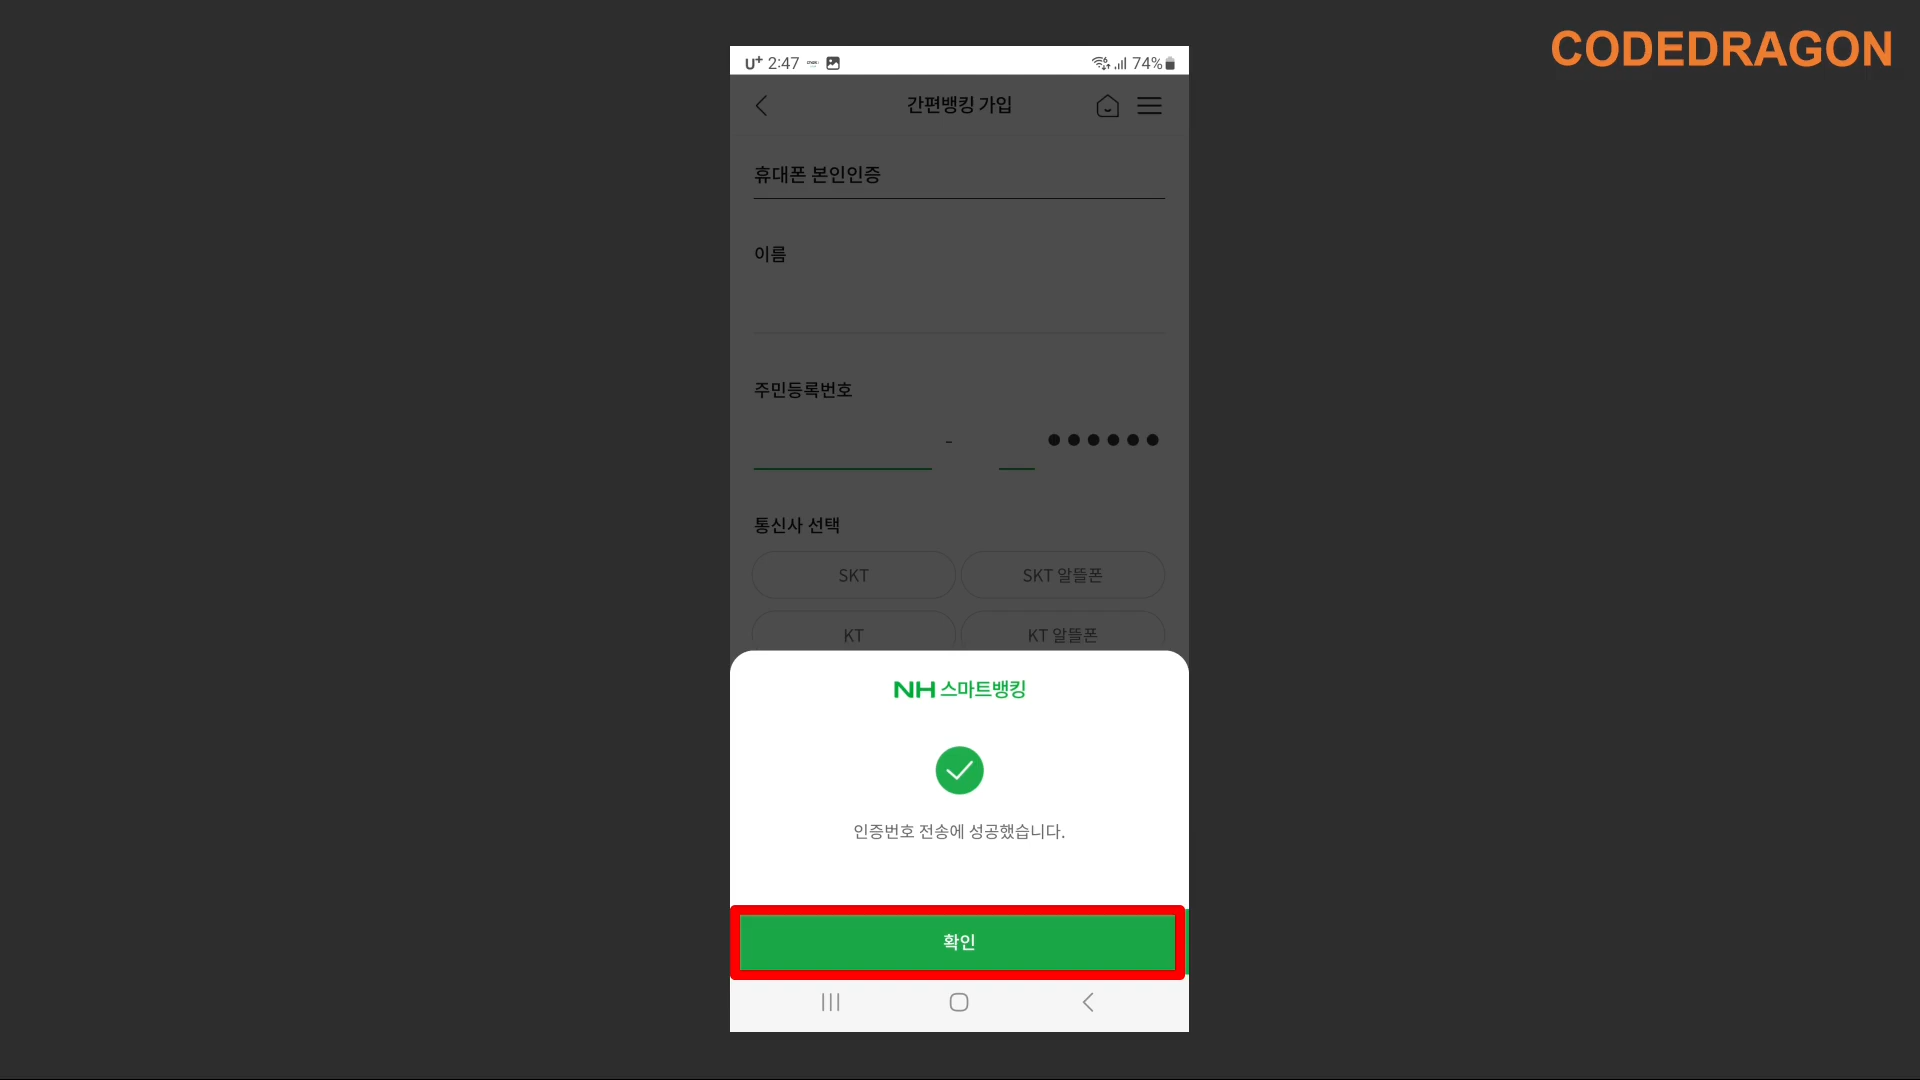 CODEDRAGON
U+ 2:47 74%
간편뱅킹 가입
휴대폰 본인인증
이름
주민등록번호
- ●●●●●●
통신사 선택
SKT SKT 알뜰폰
KT KT 알뜰폰
NH 스마트뱅킹
인증번호 전송에 성공했습니다.
확인